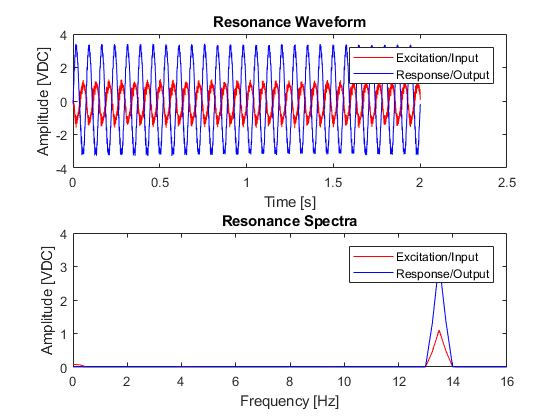 Resonance Waveform
4
2
0
-2
-4
Amplitude [VDC]
Excitation/Input
Response/Output
0
0.5
1
1.5
2
2.5
Time [s]
Resonance Spectra
4
3
2
1
0
Amplitude [VDC]
Excitation/Input
Response/Output
0
2
4
6
8
10
12
14
16
Frequency [Hz]